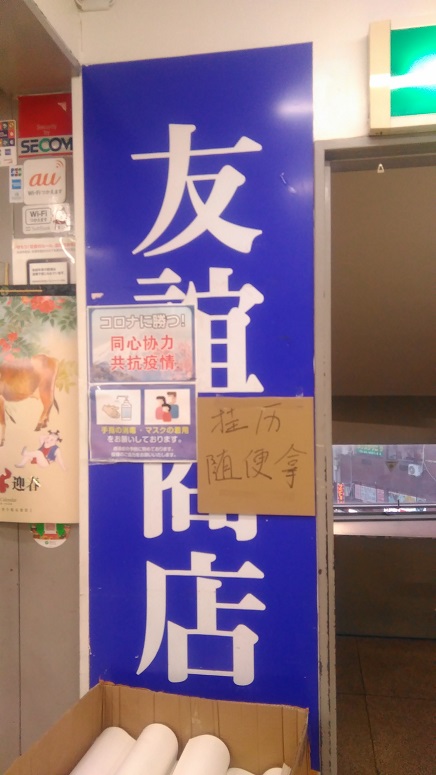 SECOM
au
Wi-Fi
友誼商店
コロナに勝つ!
同心协力
共抗疫情
手指の消毒・マスクの着用
をお願いしております。
挂历
随便拿
迎春